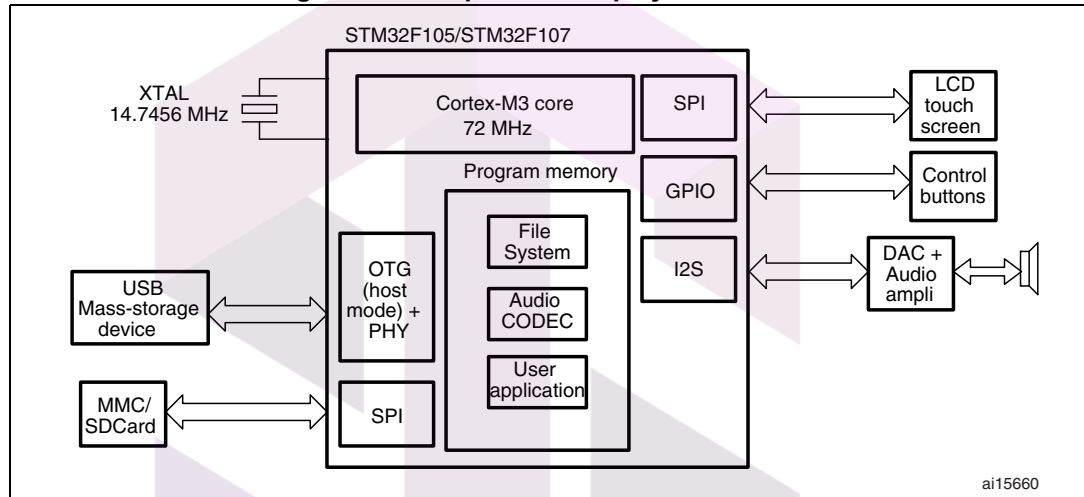 STM32F105/STM32F107
XTAL
14.7456 MHz
Cortex-M3 core
72 MHz
SPI
LCD
touch
screen
Program memory
GPIO
Control
buttons
File
System
I2S
DAC +
Audio
ampli
OTG
(host
mode) +
PHY
USB
Mass-storage
device
Audio
CODEC
User
application
MMC/
SDCard
SPI
ai15660